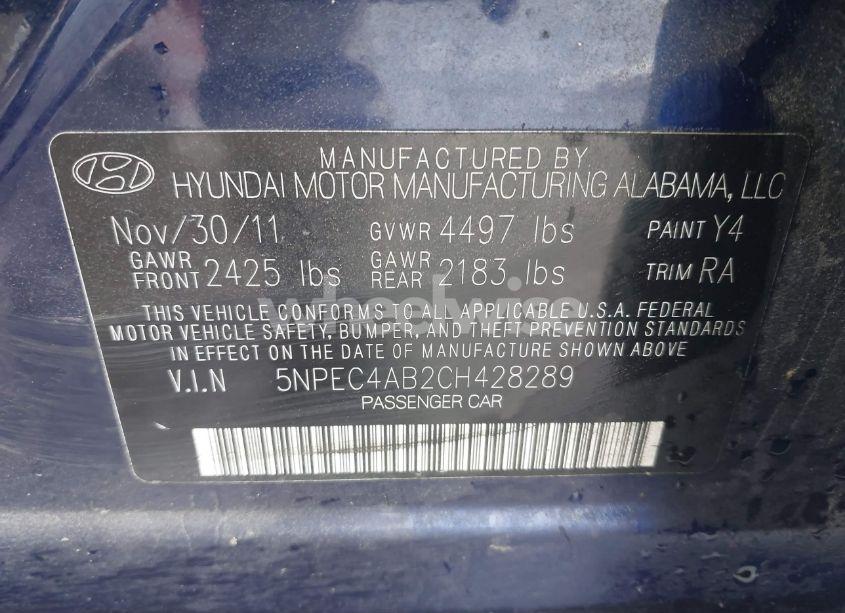 MANUFACTURED BY
HYUNDAI MOTOR MANUFACTURING ALABAMA, LLC
Nov/30/11 GVWR 4497 lbs PAINT Y4
GAWR FRONT 2425 lbs GAWR REAR 2183 lbs TRIM RA
THIS VEHICLE CONFORMS TO ALL APPLICABLE U.S.A. FEDERAL
MOTOR VEHICLE SAFETY, BUMPER, AND THEFT PREVENTION STANDARDS
IN EFFECT ON THE DATE OF MANUFACTURE SHOWN ABOVE
V.I.N 5NPEC4AB2CH428289
PASSENGER CAR